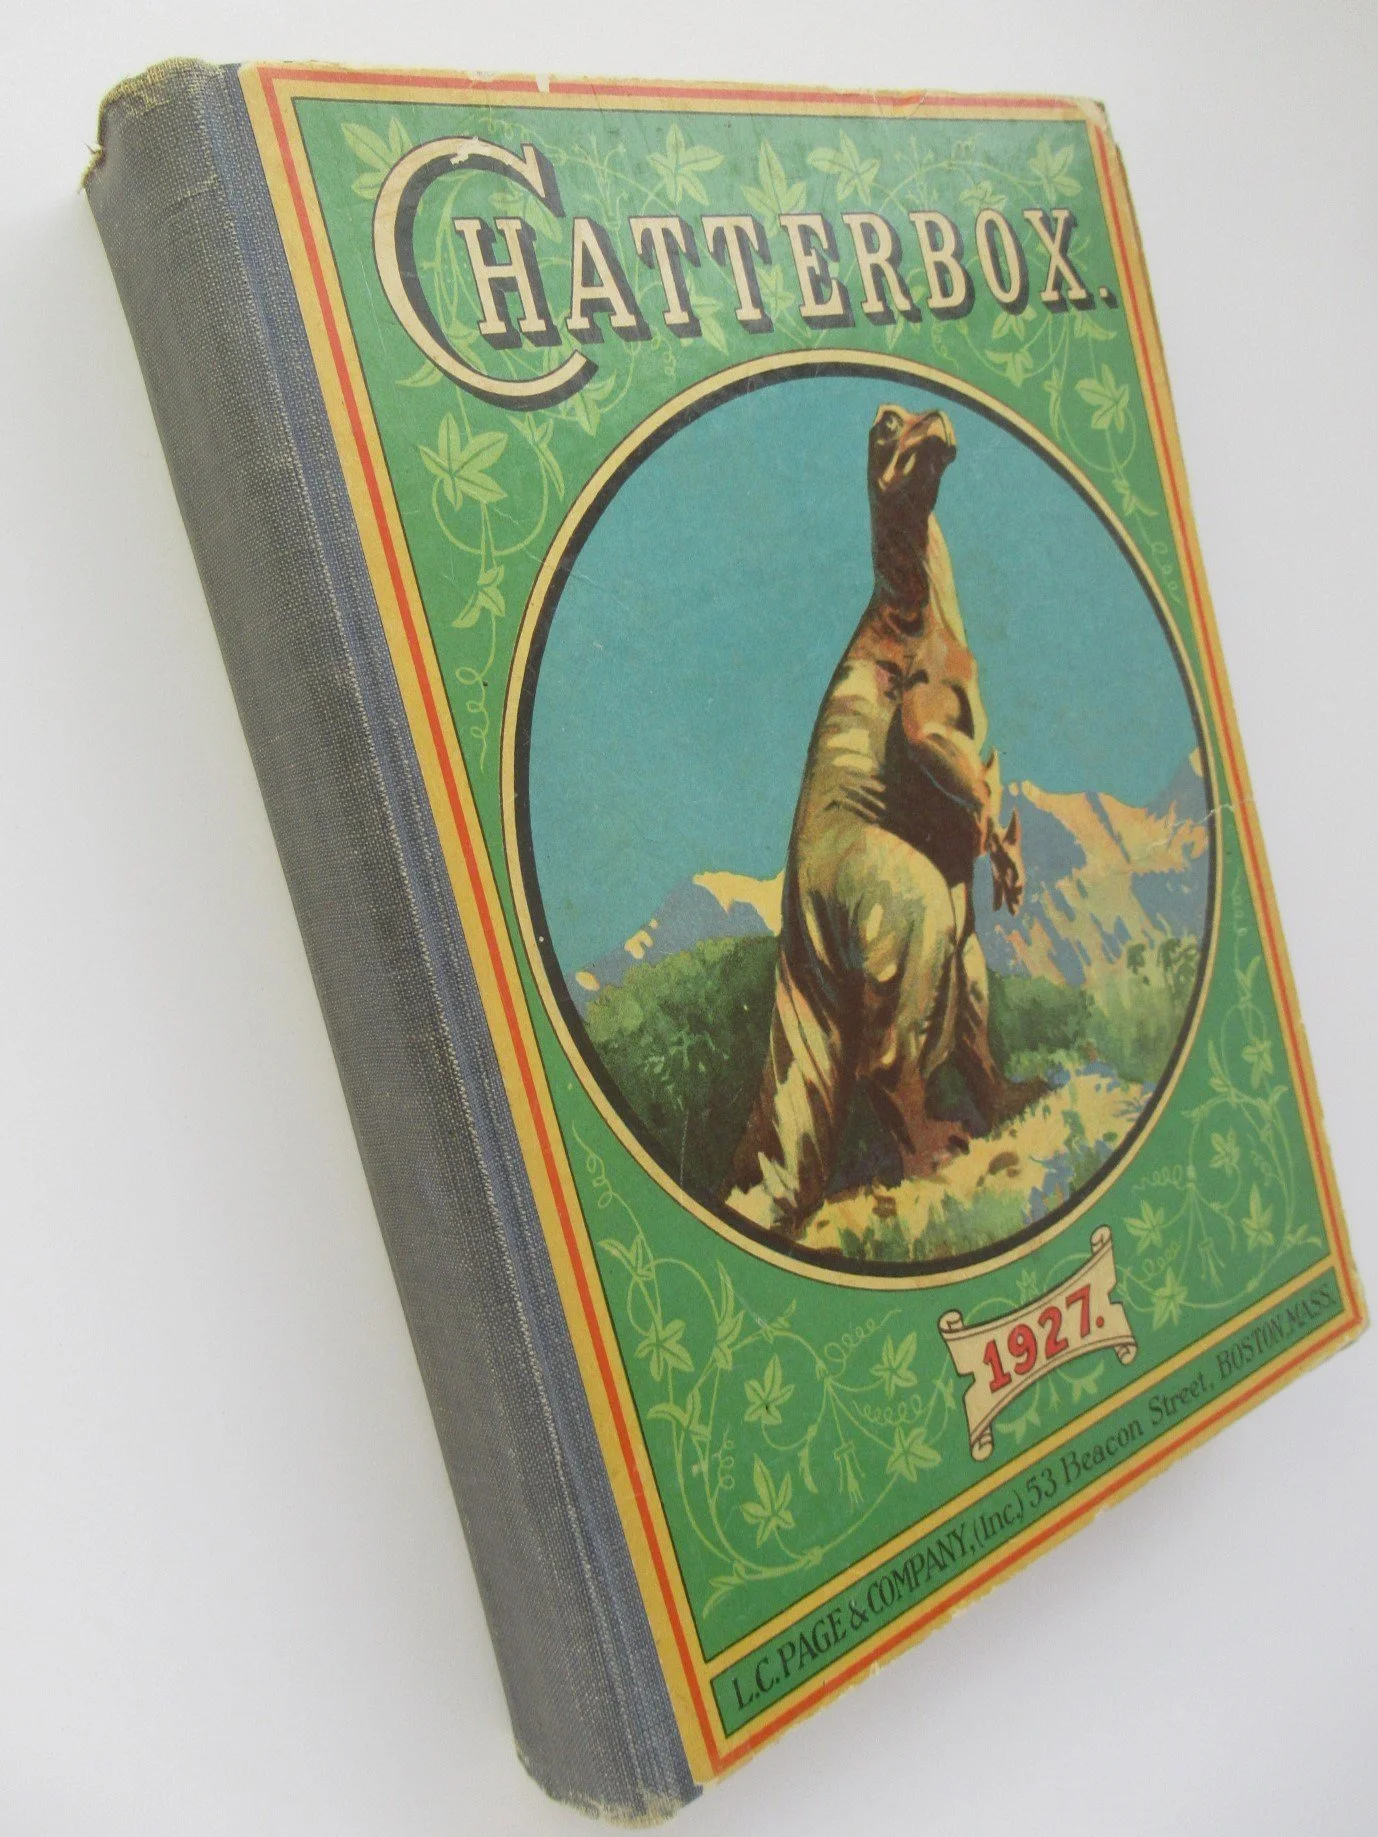 CHATTERBOX.
1927.
L.C. PAGE & COMPANY, (Inc.) 53 Beacon Street, BOSTON, MASS.